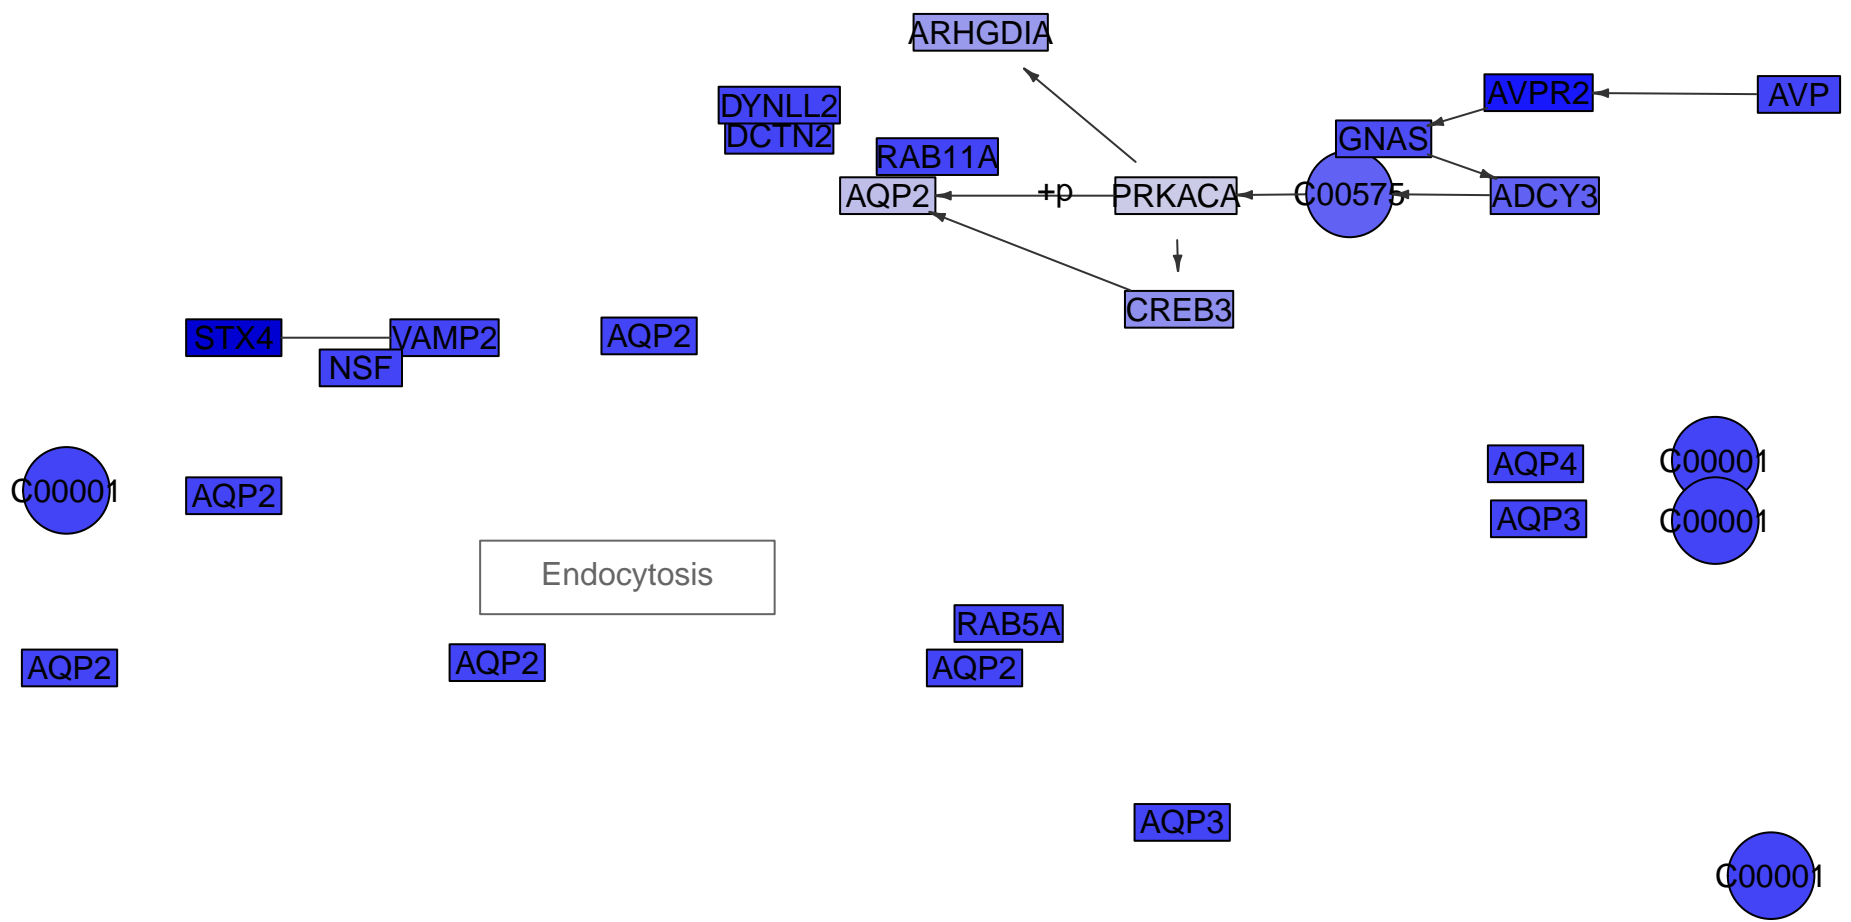 ARHGDIA
DYNLL2
DCTN2
RAB11A
AVPR2
AVP
GNAS
AQP2
+p
PRKACA
C00575
ADCY3
CREB3
STX4
VAMP2
NSF
AQP2
C00001
AQP2
AQP4
C00001
AQP3
C00001
Endocytosis
RAB5A
AQP2
AQP2
AQP2
AQP3
C00001